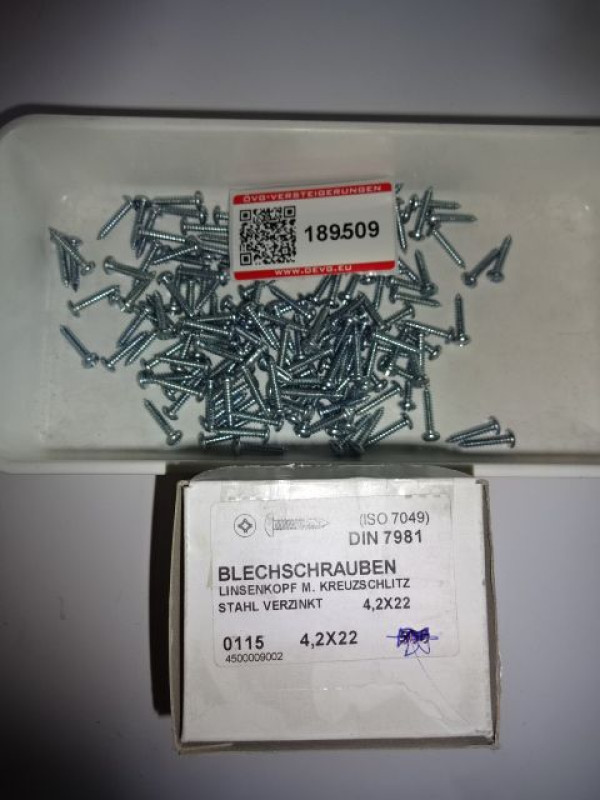 ÖVG-VERSTEIGERUNGEN
189509
WWW.OEVG.EU
(ISO 7049)
DIN 7981
BLECHSCHRAUBEN
LINSENKOPF M. KREUZSCHLITZ
STAHL VERZINKT 4,2X22
0115 4,2X22
4500009002